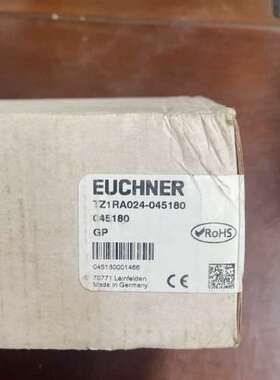 EUCHNER
TZ1RA024-045180
045180
GP
RoHS
045180001466
70771 Leinfelden
Made in Germany
CE